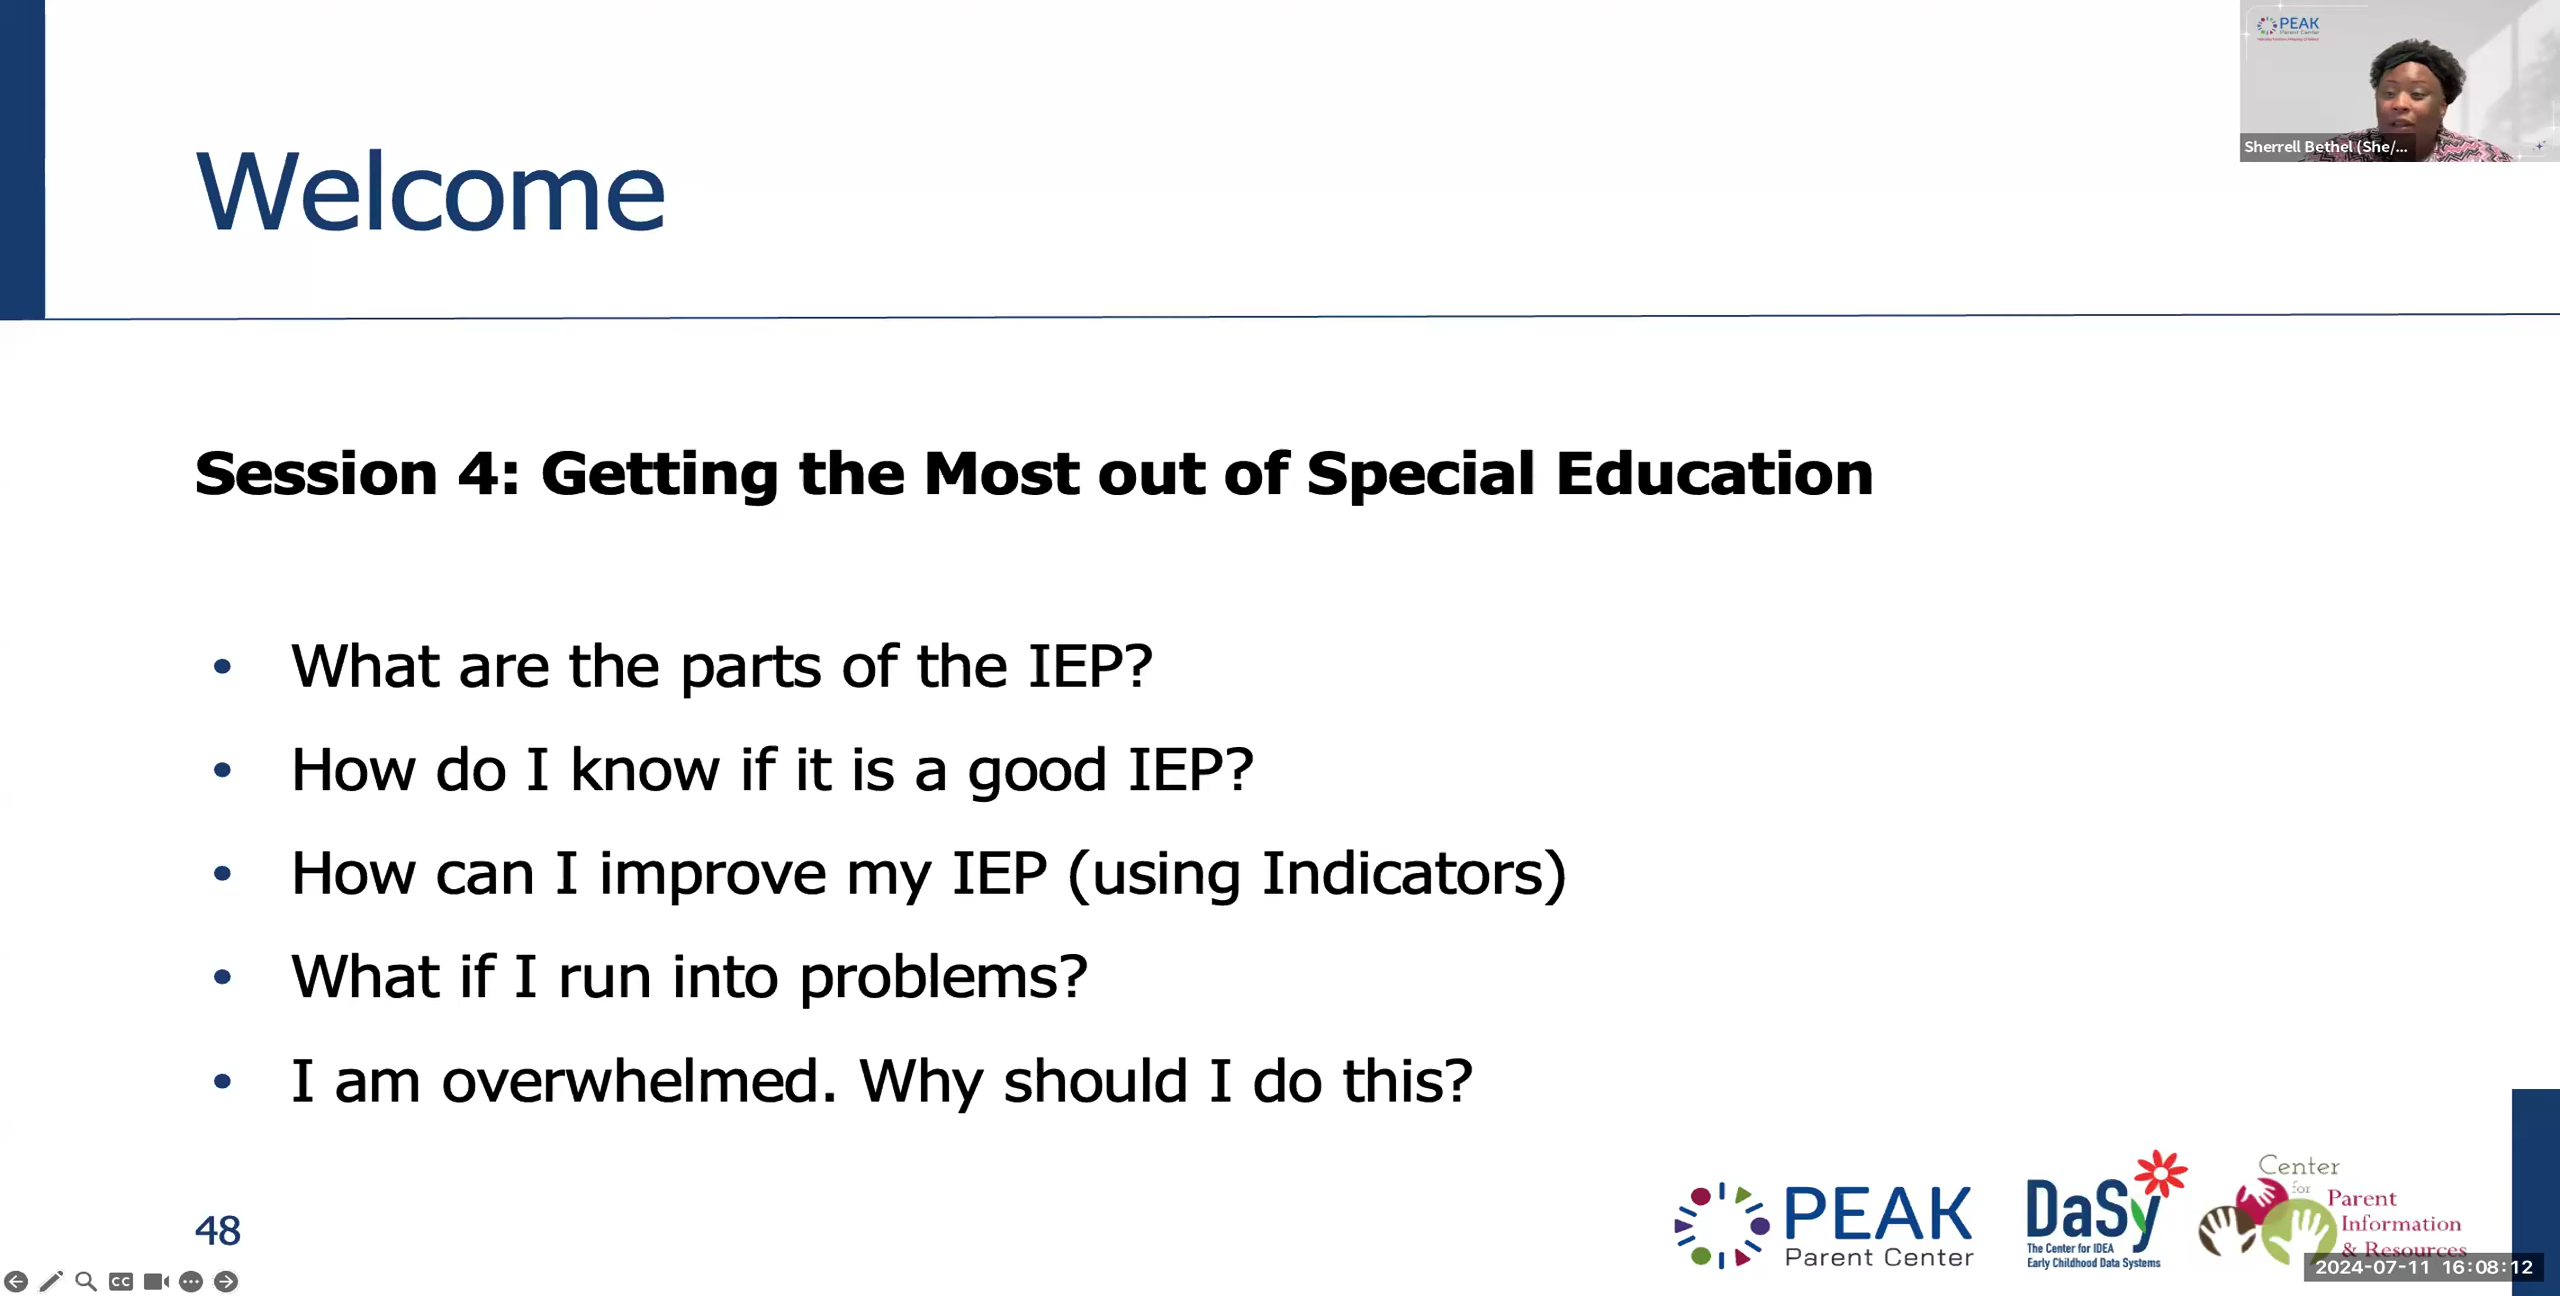 PEAK
Parent Center
Sherrell Bethel (She/...
Welcome
Session 4: Getting the Most out of Special Education
• What are the parts of the IEP?
• How do I know if it is a good IEP?
• How can I improve my IEP (using Indicators)
• What if I run into problems?
• I am overwhelmed. Why should I do this?
48
PEAK
Parent Center
DaSy
The Center for IDEA
Early Childhood Data Systems
Center
for
Parent
Information
& Resources
2024-07-11 16:08:12
CC